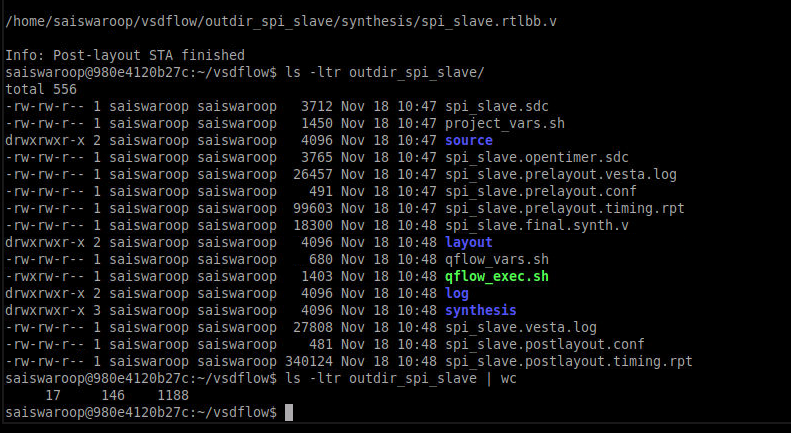 /home/saiswaroop/vsdflow/outdir_spi_slave/synthesis/spi_slave.rtlbb.v
Info: Post-layout STA finished
saiswaroop@980e4120b27c:~/vsdflow$ ls -ltr outdir_spi_slave/
total 556
-rw-rw-r-- 1 saiswaroop saiswaroop   3712 Nov 18 10:47 spi_slave.sdc
-rw-rw-r-- 1 saiswaroop saiswaroop   1450 Nov 18 10:47 project_vars.sh
drwxrwxr-x 2 saiswaroop saiswaroop   4096 Nov 18 10:47 source
-rw-rw-r-- 1 saiswaroop saiswaroop   3765 Nov 18 10:47 spi_slave.opentimer.sdc
-rw-rw-r-- 1 saiswaroop saiswaroop  26457 Nov 18 10:47 spi_slave.prelayout.vesta.log
-rw-rw-r-- 1 saiswaroop saiswaroop    491 Nov 18 10:47 spi_slave.prelayout.conf
-rw-rw-r-- 1 saiswaroop saiswaroop  99603 Nov 18 10:47 spi_slave.prelayout.timing.rpt
-rw-rw-r-- 1 saiswaroop saiswaroop  18300 Nov 18 10:48 spi_slave.final.synth.v
drwxrwxr-x 2 saiswaroop saiswaroop   4096 Nov 18 10:48 layout
-rw-rw-r-- 1 saiswaroop saiswaroop    680 Nov 18 10:48 qflow_vars.sh
-rwxrw-r-- 1 saiswaroop saiswaroop   1403 Nov 18 10:48 qflow_exec.sh
drwxrwxr-x 2 saiswaroop saiswaroop   4096 Nov 18 10:48 log
drwxrwxr-x 3 saiswaroop saiswaroop   4096 Nov 18 10:48 synthesis
-rw-rw-r-- 1 saiswaroop saiswaroop  27808 Nov 18 10:48 spi_slave.vesta.log
-rw-rw-r-- 1 saiswaroop saiswaroop    481 Nov 18 10:48 spi_slave.postlayout.conf
-rw-rw-r-- 1 saiswaroop saiswaroop 340124 Nov 18 10:48 spi_slave.postlayout.timing.rpt
saiswaroop@980e4120b27c:~/vsdflow$ ls -ltr outdir_spi_slave | wc
     17     146    1188
saiswaroop@980e4120b27c:~/vsdflow$